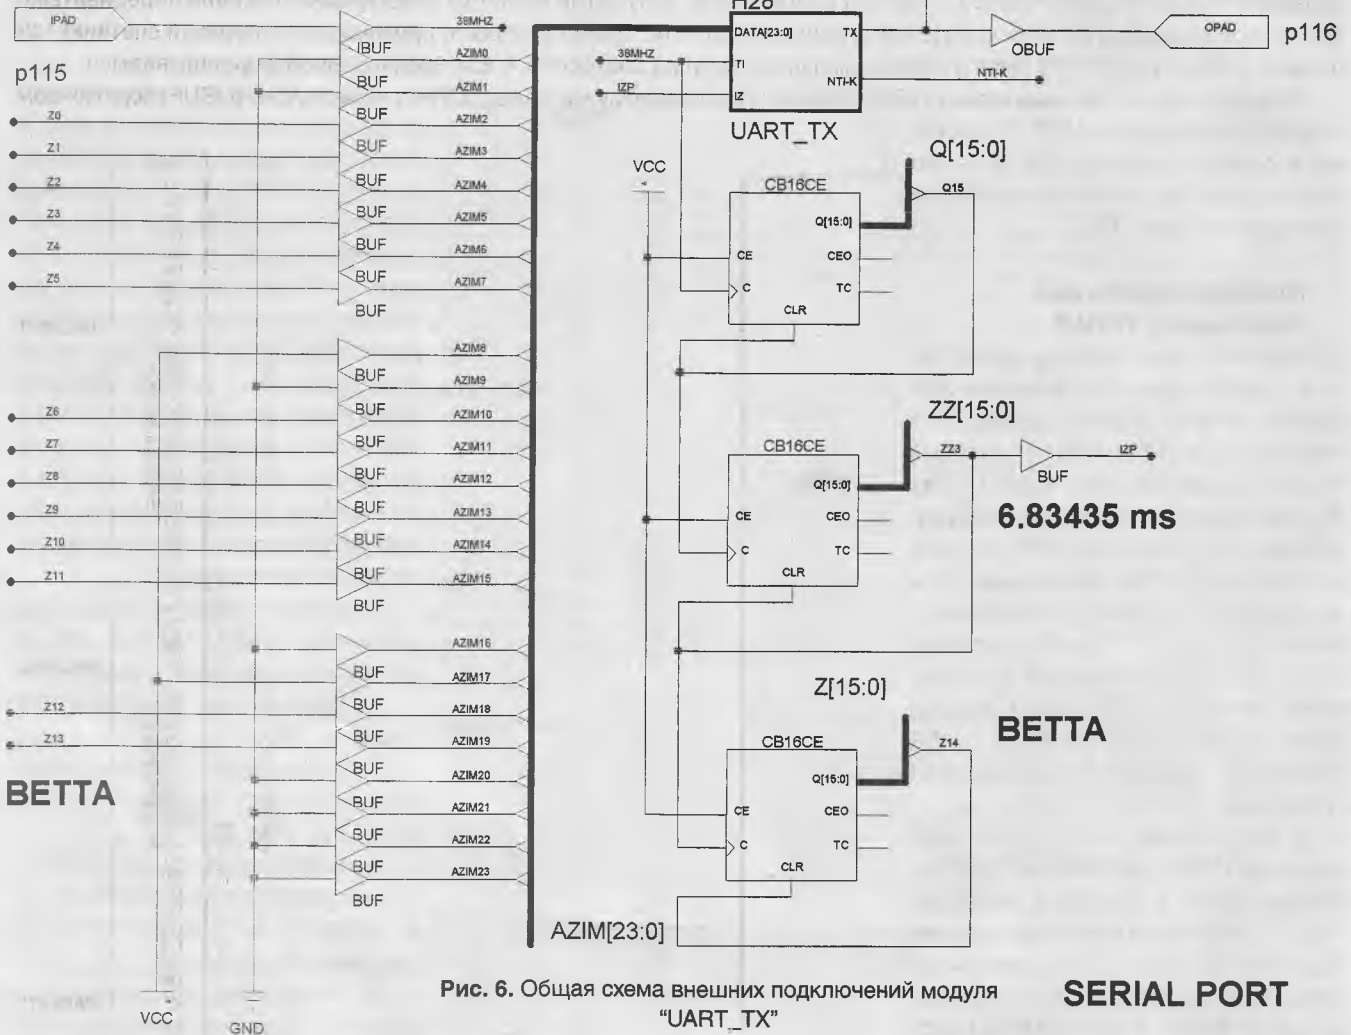 H26
IPAD
38MHZ
IBUF
p115
AZIM0
BUF
AZIM1
BUF
Z0
AZIM2
BUF
Z1
AZIM3
BUF
Z2
AZIM4
BUF
Z3
AZIM5
BUF
Z4
AZIM6
BUF
Z5
AZIM7
BUF
AZIM8
BUF
AZIM9
BUF
Z6
AZIM10
BUF
Z7
AZIM11
BUF
Z8
AZIM12
BUF
Z9
AZIM13
BUF
Z10
AZIM14
BUF
Z11
AZIM15
BUF
AZIM16
BUF
AZIM17
BUF
Z12
AZIM18
BUF
Z13
AZIM19
BUF
BETTA
AZIM20
BUF
AZIM21
BUF
AZIM22
BUF
AZIM23
BUF
AZIM[23:0]
VCC
GND
DATA[23:0]
TX
38MHZ
TI
NTI-K
IZP
IZ
UART_TX
OBUF
OPAD
p116
NTI-K
VCC
Q[15:0]
CB16CE
Q15
Q[15:0]
CE
CEO
C
TC
CLR
ZZ[15:0]
CB16CE
ZZ3
BUF
IZP
Q[15:0]
CE
CEO
6.83435 ms
C
TC
CLR
Z[15:0]
BETTA
CB16CE
Z14
Q[15:0]
CE
CEO
C
TC
CLR
Рис. 6. Общая схема внешних подключений модуля
“UART_TX”
SERIAL PORT